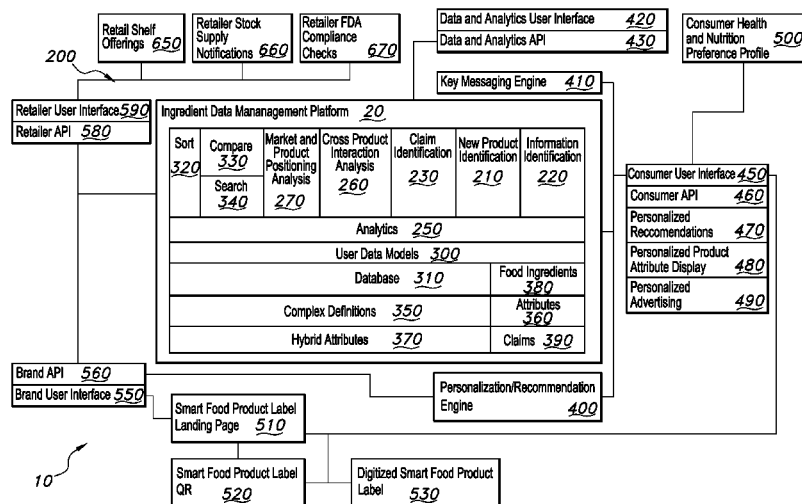 Retail Shelf
Offerings 650
Retailer Stock
Supply
Notifications 660
Retailer FDA
Compliance
Checks 670
Data and Analytics User Interface 420
Data and Analytics API 430
Consumer Health
and Nutrition
Preference Profile 500
200
Key Messaging Engine 410
Retailer User Interface 590
Retailer API 580
Ingredient Data Mananagement Platform 20
Sort
320
Compare
330
Search
340
Market and
Product
Positioning
Analysis
270
Cross Product
Interaction
Analysis
260
Claim
Identification
230
New Product
Identification
210
Information
Identification
220
Analytics 250
User Data Models 300
Database 310
Food Ingredients
380
Complex Definitions 350
Attributes
360
Hybrid Attributes 370
Claims 390
Consumer User Interface 450
Consumer API 460
Personalized
Reccomendations 470
Personalized Product
Attribute Display 480
Personalized
Advertising 490
Brand API 560
Brand User Interface 550
Personalization/Recommendation
Engine 400
Smart Food Product Label
Landing Page 510
10
Smart Food Product Label
QR 520
Digitized Smart Food Product
Label 530